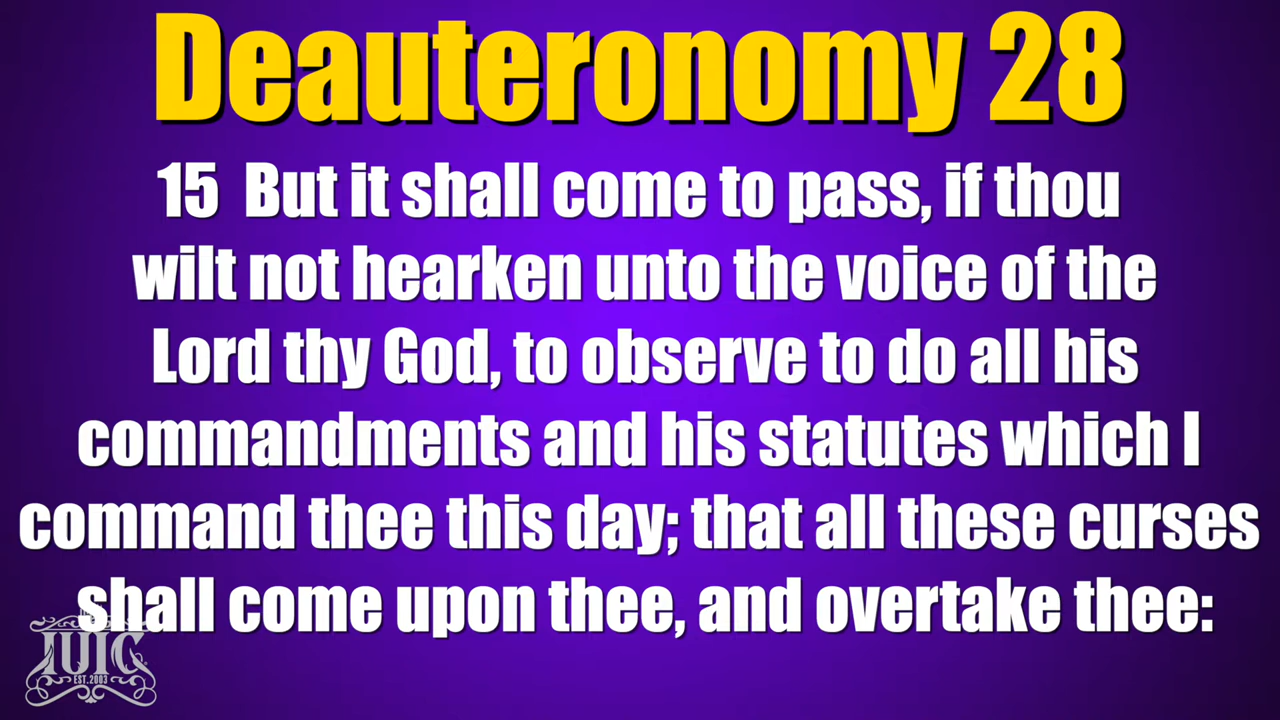 Deauteronomy 28
15 But it shall come to pass, if thou
wilt not hearken unto the voice of the
Lord thy God, to observe to do all his
commandments and his statutes which I
command thee this day; that all these curses
shall come upon thee, and overtake thee:
IUIC
EST. 2003